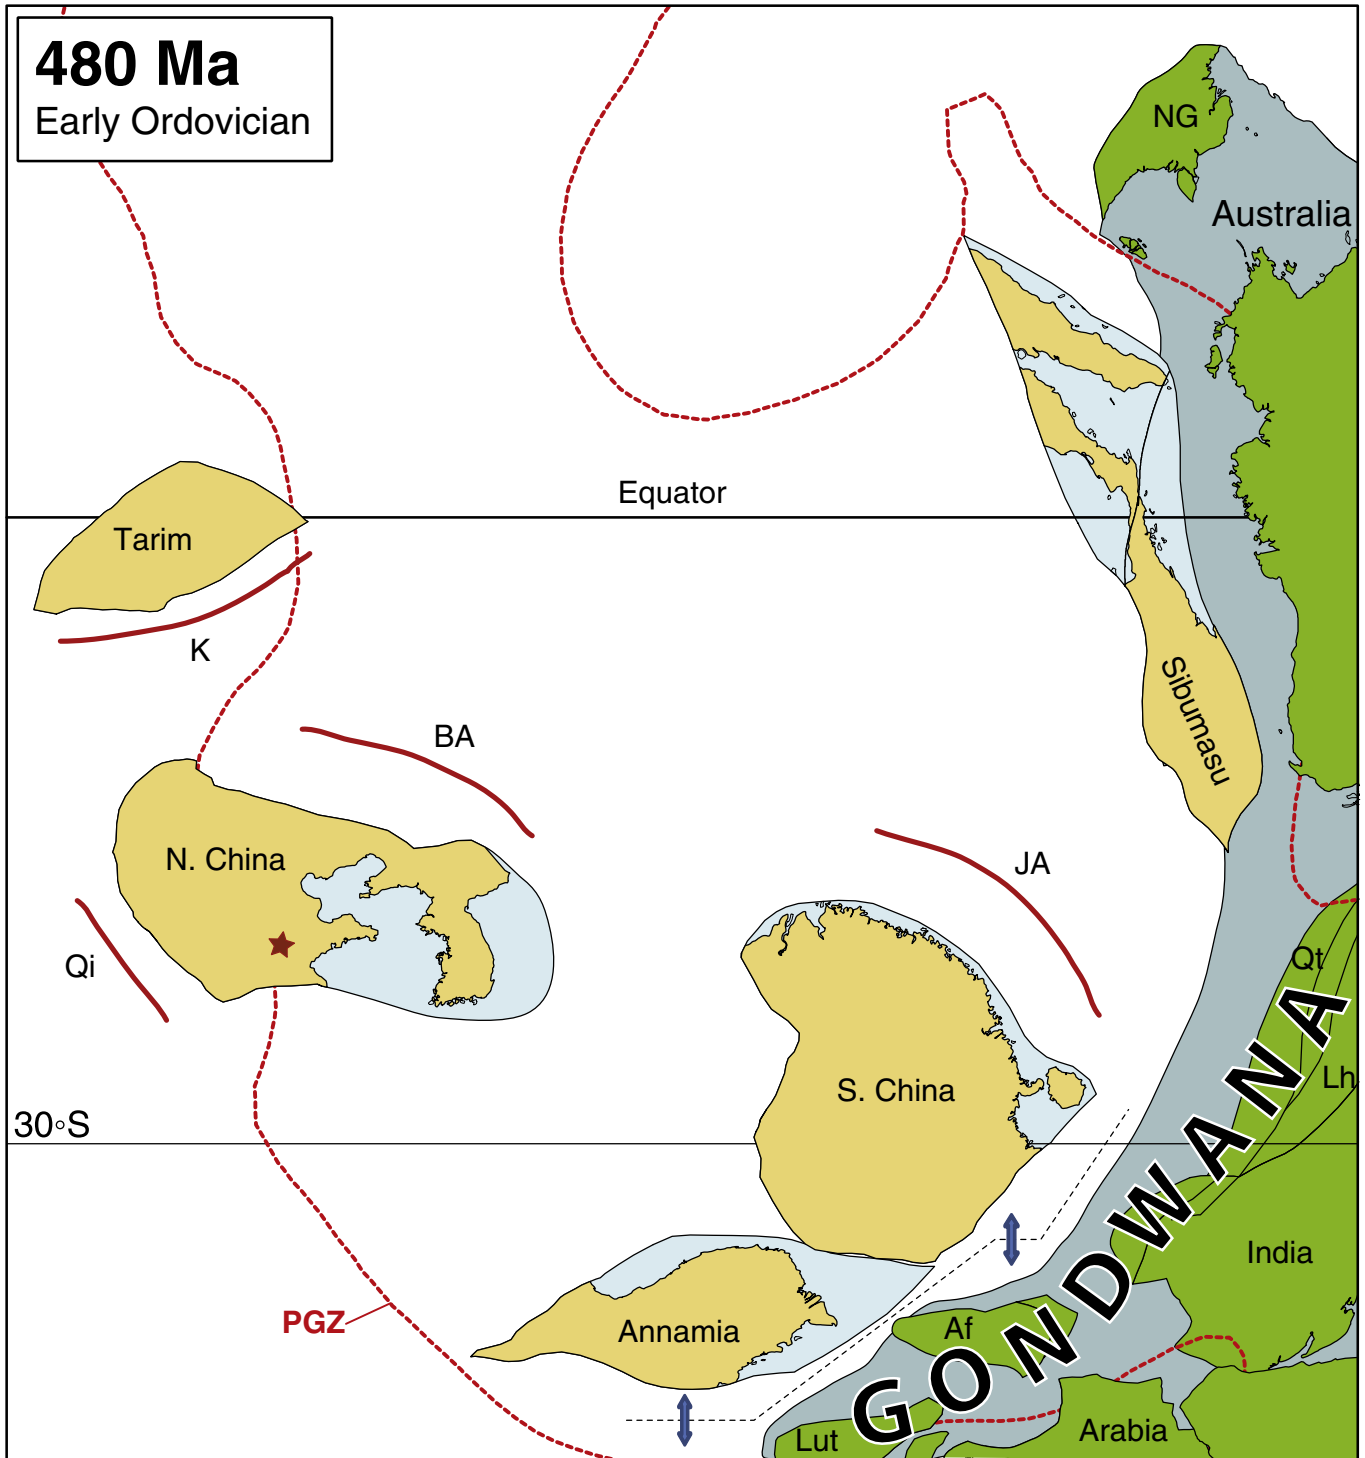 480 Ma
Early Ordovician
NG
Australia
Equator
Tarim
K
Sibumasu
BA
N. China
JA
Qi
Qt
S. China
Lh
30°S
GONDWANA
India
PGZ
Annamia
Af
Lut
Arabia